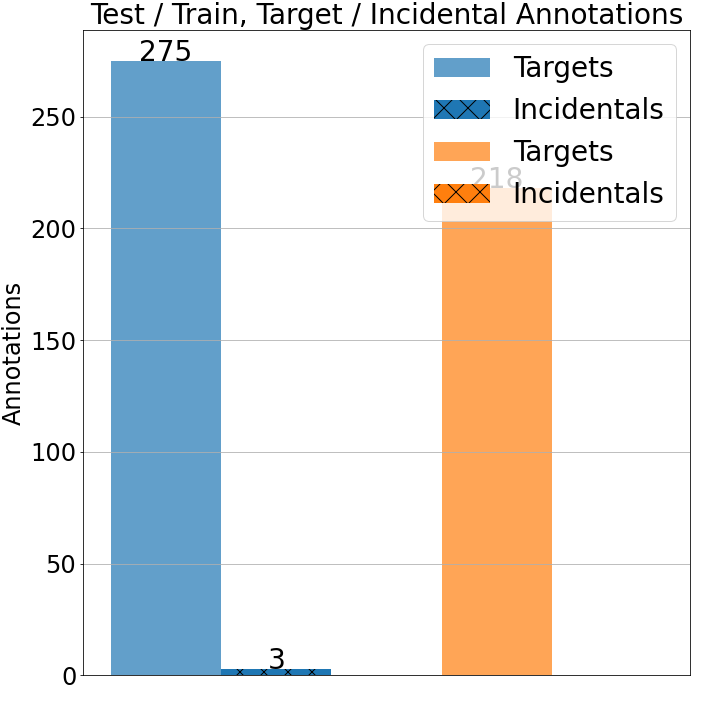 Test / Train, Target / Incidental Annotations
275
Targets
Incidentals
Targets
218
Incidentals
3
Annotations
250
200
150
100
50
0